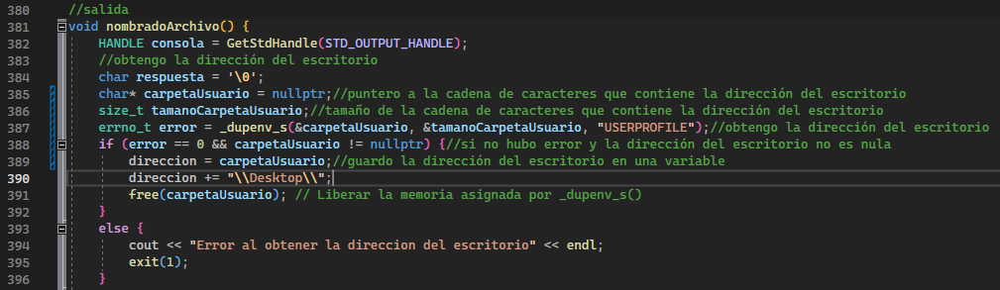 380 //salida
381 void nombradoArchivo() {
382 HANDLE consola = GetStdHandle(STD_OUTPUT_HANDLE);
383 //obtengo la dirección del escritorio
384 char respuesta = '\0';
385 char* carpetaUsuario = nullptr;//puntero a la cadena de caracteres que contiene la dirección del escritorio
386 size_t tamanoCarpetaUsuario;//tamaño de la cadena de caracteres que contiene la dirección del escritorio
387 errno_t error = _dupenv_s(&carpetaUsuario, &tamanoCarpetaUsuario, "USERPROFILE");//obtengo la dirección del escritorio
388 if (error == 0 && carpetaUsuario != nullptr) {//si no hubo error y la dirección del escritorio no es nula
389 direccion = carpetaUsuario;//guardo la dirección del escritorio en una variable
390 direccion += "\\Desktop\\";
391 free(carpetaUsuario); // Liberar la memoria asignada por _dupenv_s()
392 }
393 else {
394 cout << "Error al obtener la direccion del escritorio" << endl;
395 exit(1);
396 }